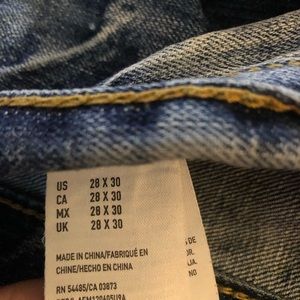 US 28 X 30
CA 28 X 30
MX 28 X 30
UK 28 X 30
MADE IN CHINA/FABRIQUÉ EN
CHINE/HECHO EN CHINA
RN 54485/CA 03873